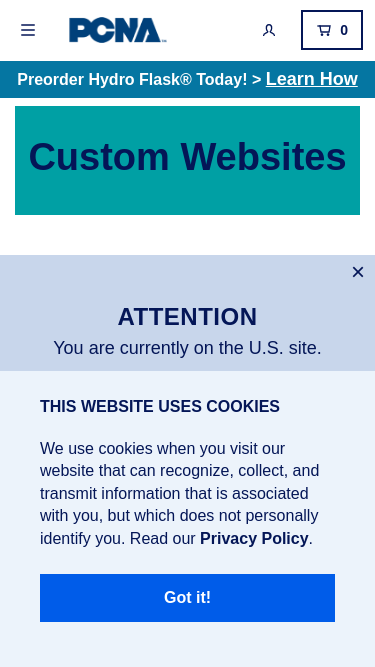 PCNA
0
Preorder Hydro Flask® Today! > Learn How
Custom Websites
ATTENTION
You are currently on the U.S. site.
THIS WEBSITE USES COOKIES
We use cookies when you visit our
website that can recognize, collect, and
transmit information that is associated
with you, but which does not personally
identify you. Read our Privacy Policy.
Got it!